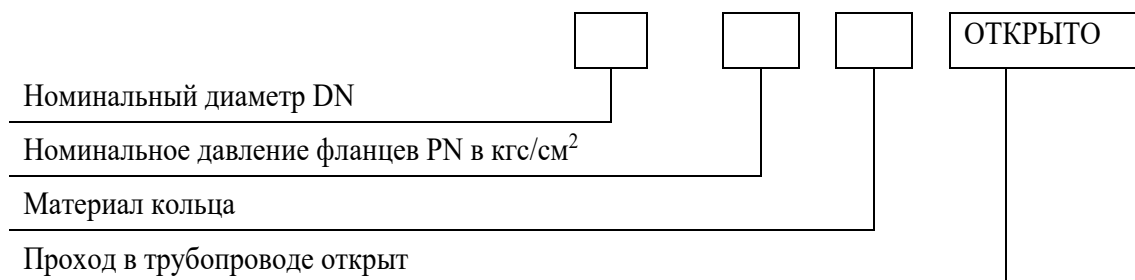 ОТКРЫТО
Номинальный диаметр DN
Номинальное давление фланцев PN в кгс/см²
Материал кольца
Проход в трубопроводе открыт